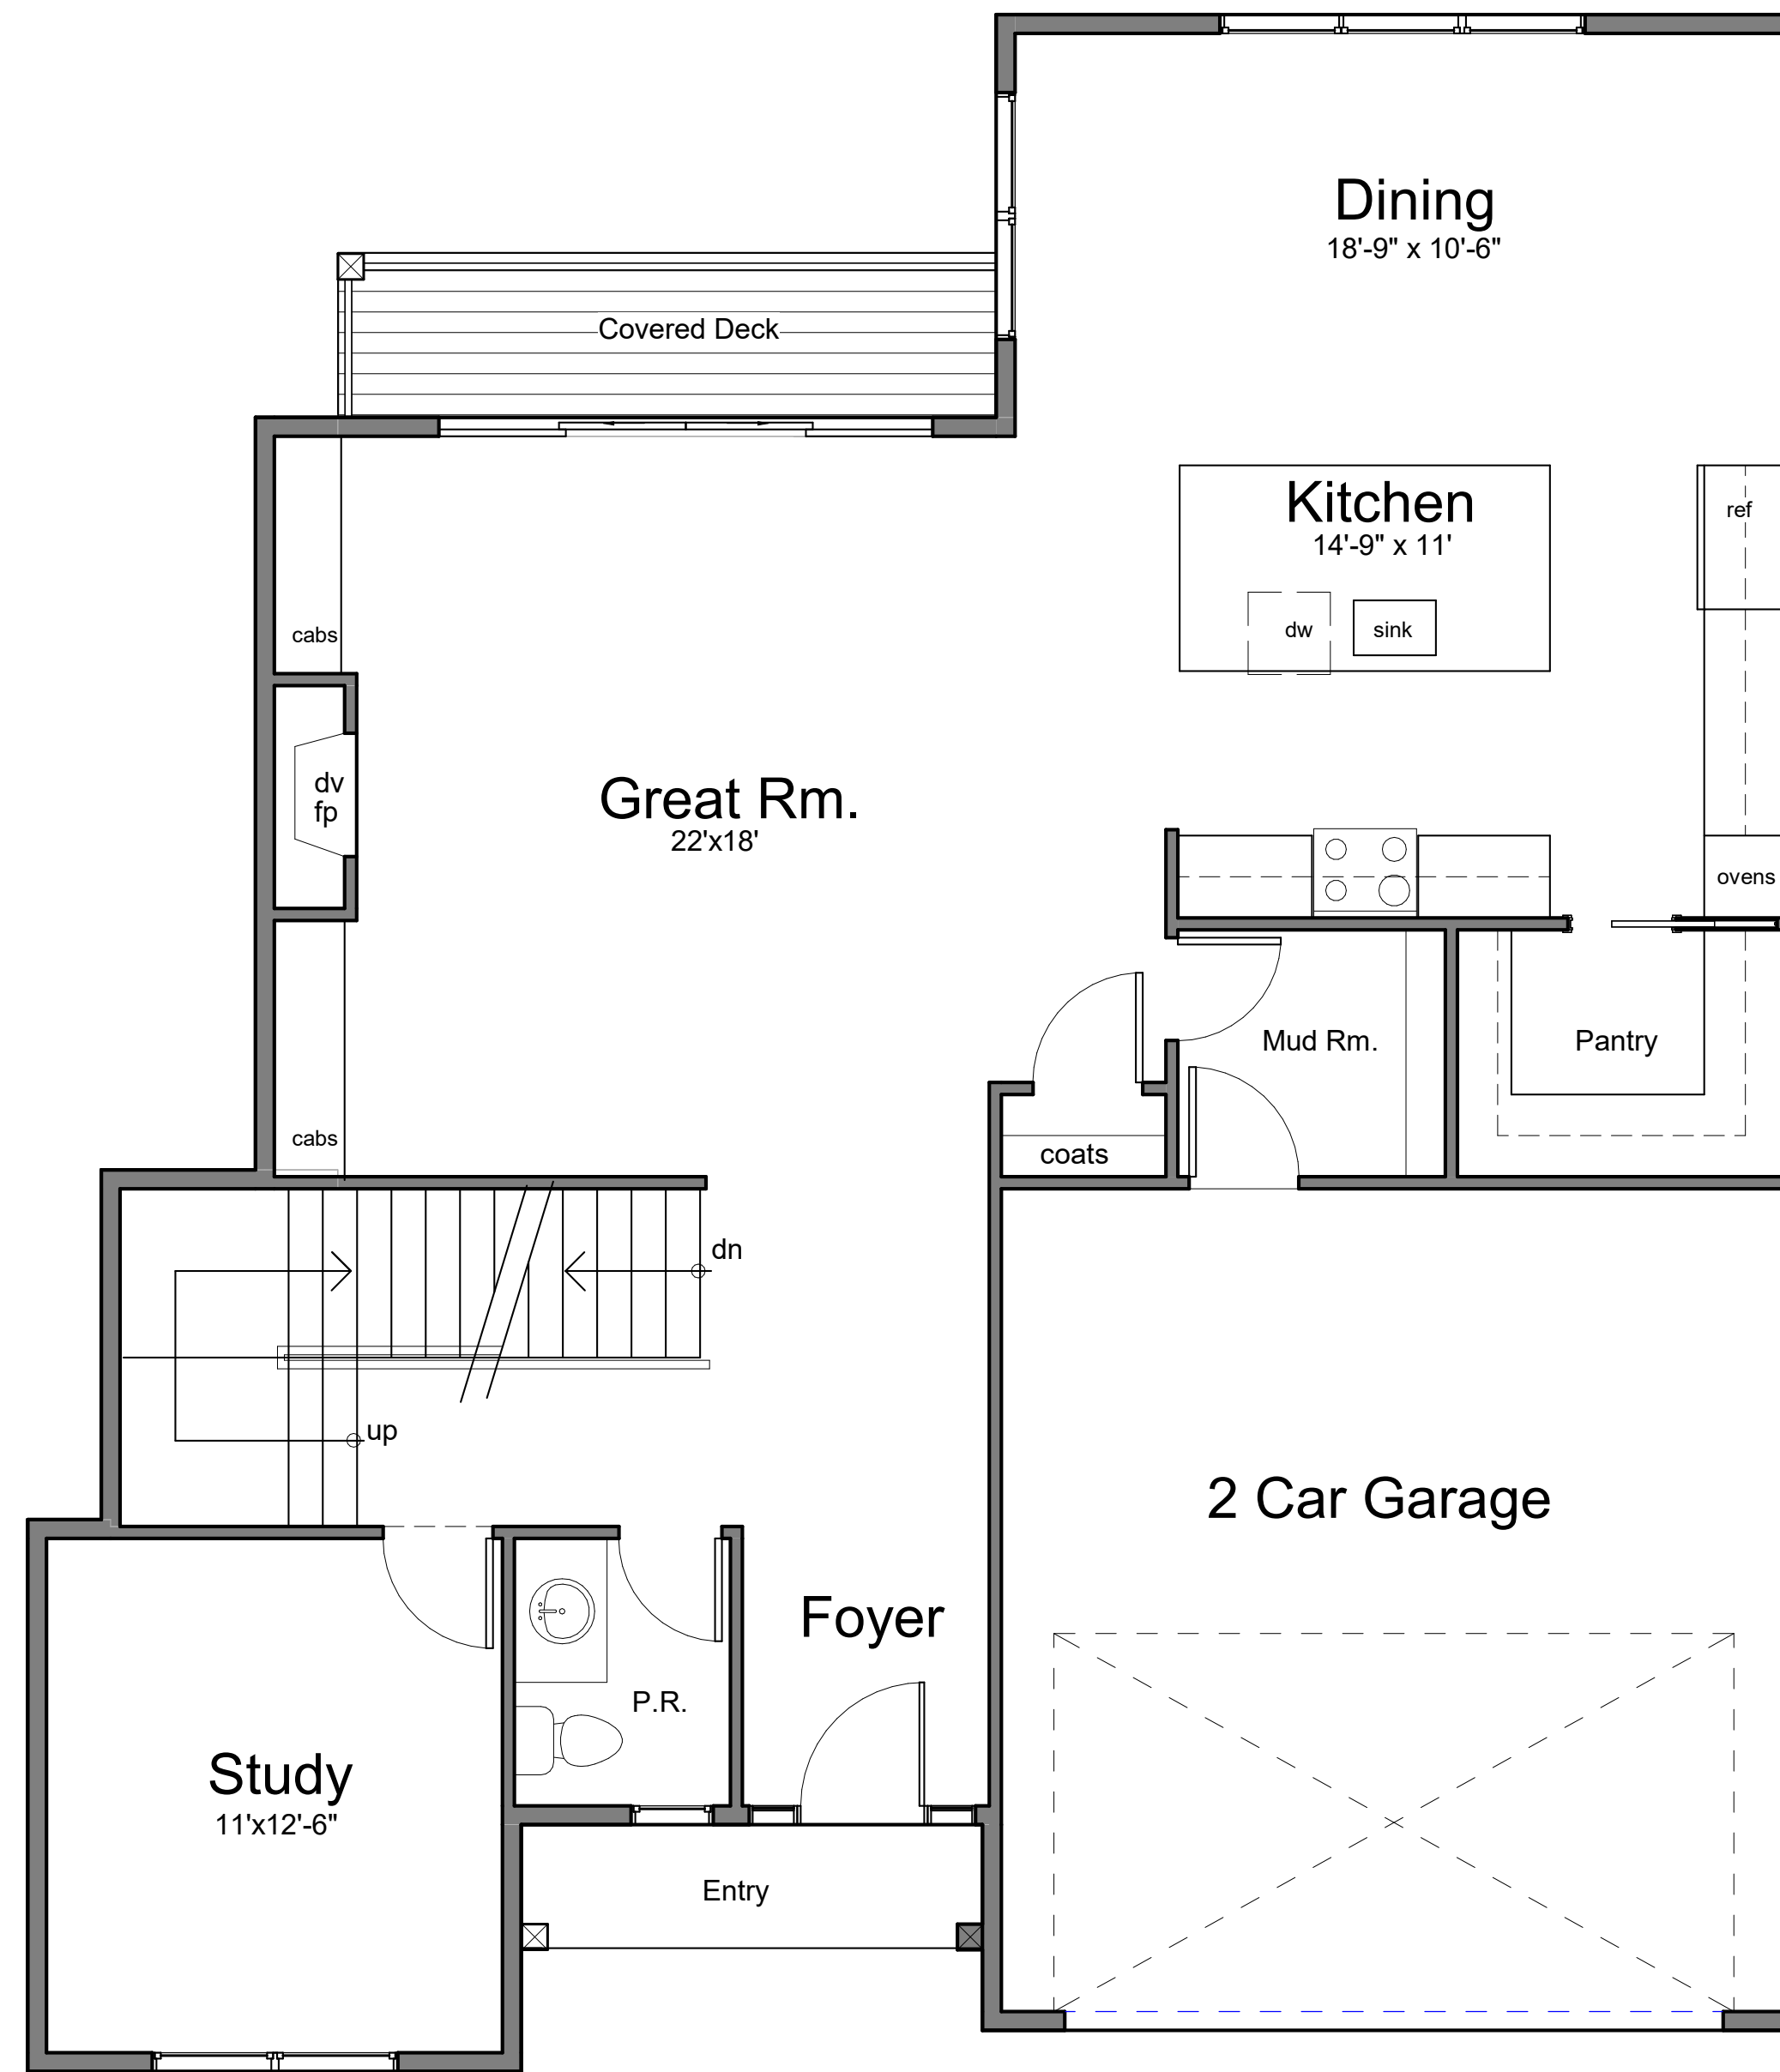 Dining
18'-9" x 10'-6"
Covered Deck
Kitchen
14'-9" x 11'
ref
dw
sink
cabs
dv
fp
Great Rm.
22'x18'
ovens
Mud Rm.
Pantry
cabs
coats
dn
up
2 Car Garage
Foyer
P.R.
Study
11'x12'-6"
Entry